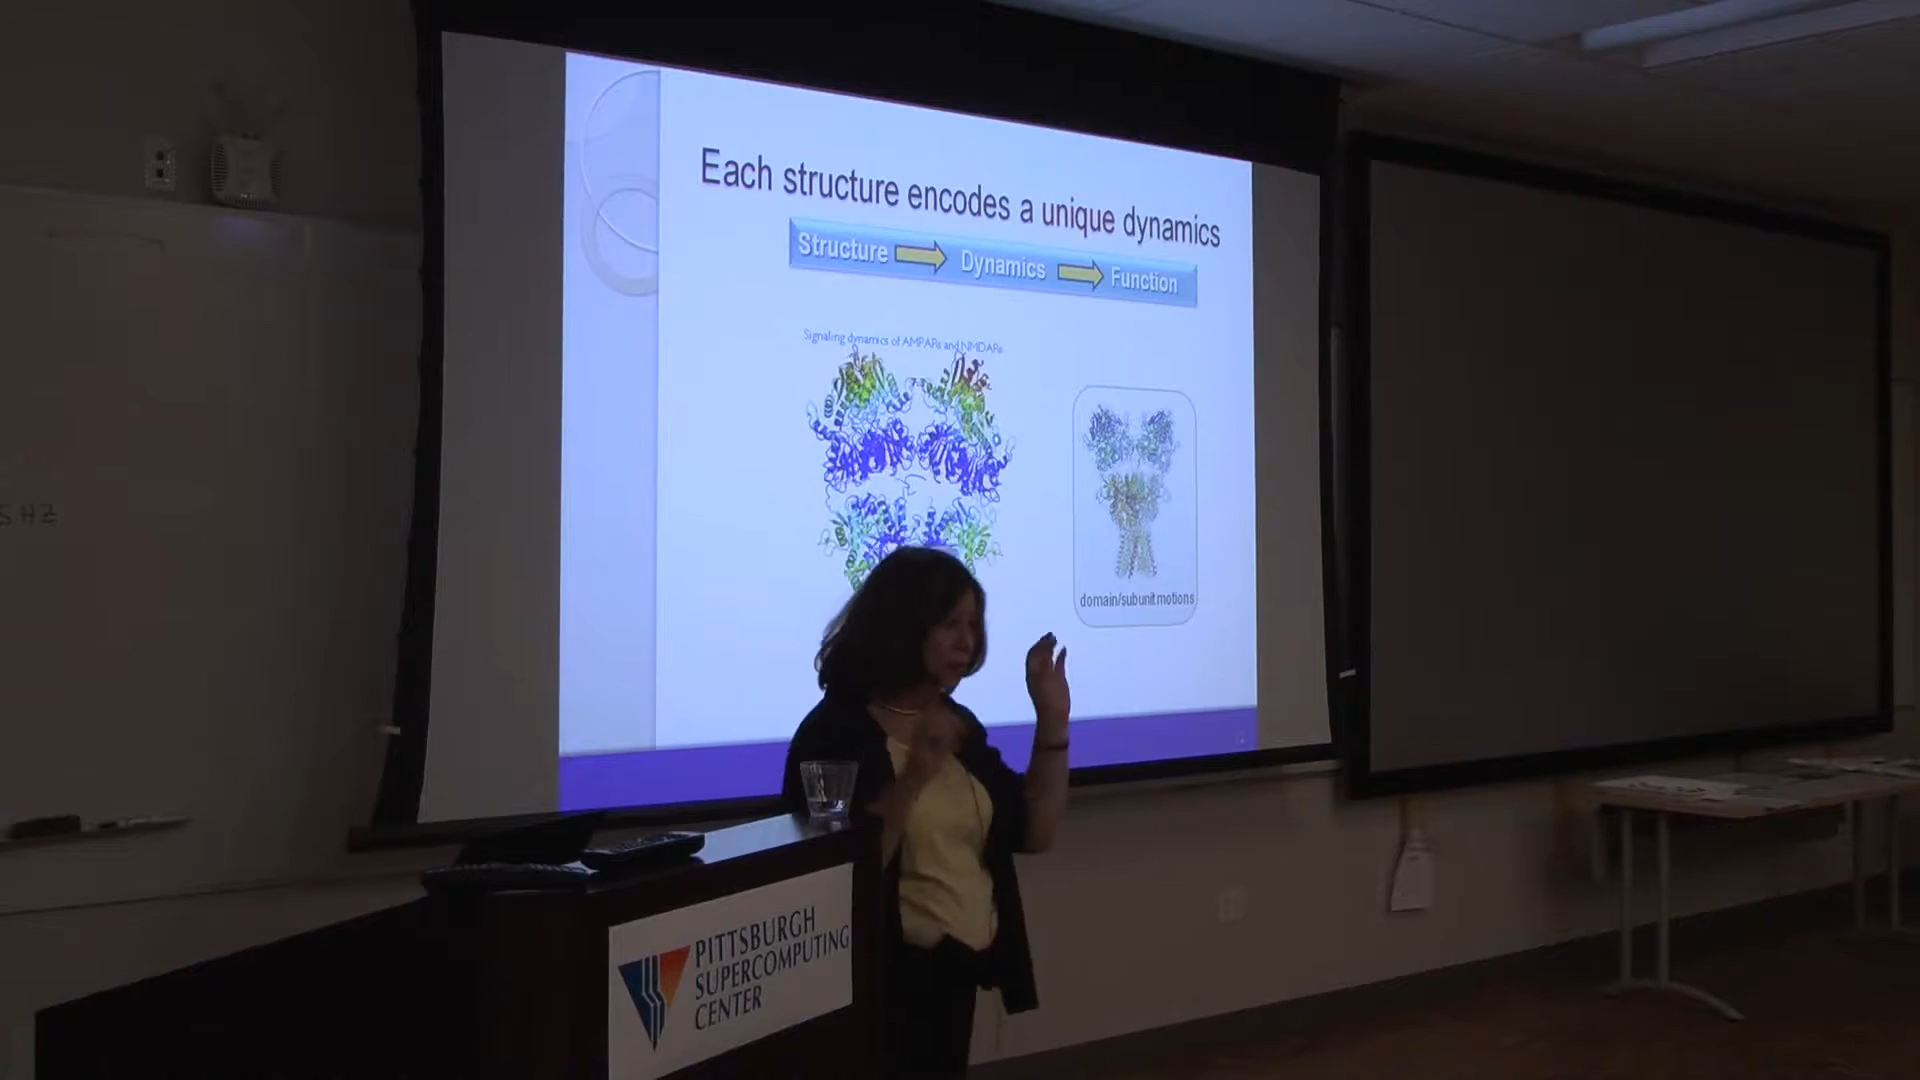 Each structure encodes a unique dynamics
Structure Dynamics Function
Signaling dynamics of AMPARs and NMDARs
domain/subunit motions
SHZ
PITTSBURGH
SUPERCOMPUTING
CENTER